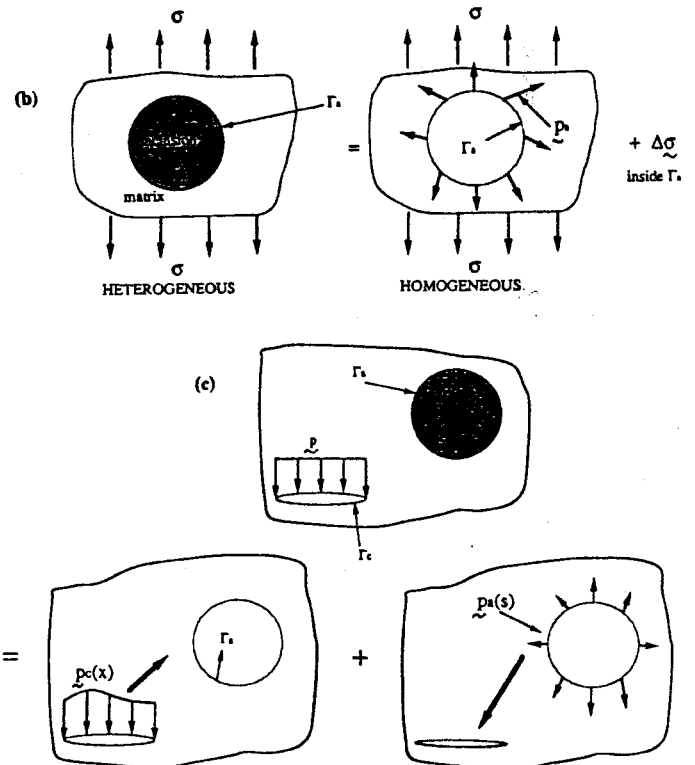 σ σ
(b)
Γa
=
Γa
pa
+ Δσ
inside Γa
matrix
σ σ
HETEROGENEOUS HOMOGENEOUS
(c)
Γa
p
Γc
=
pc(x)
Γa
+
pa(s)